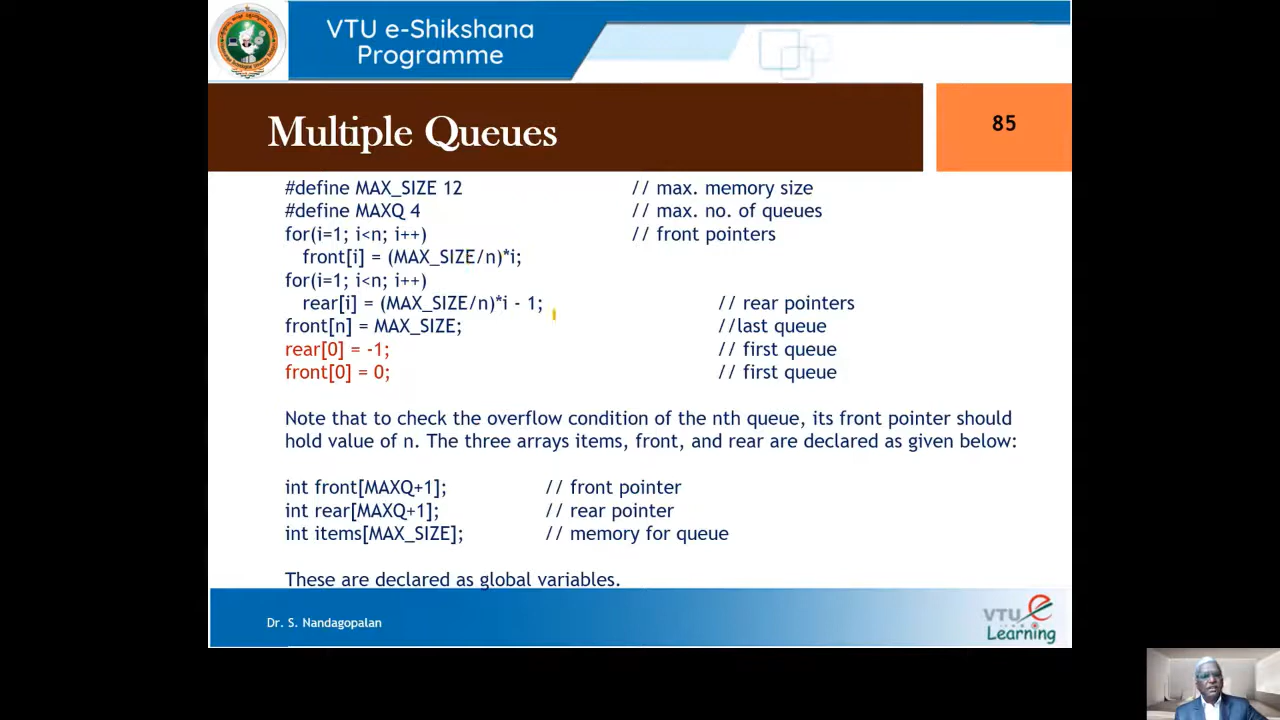 VTU e-Shikshana
Programme
Multiple Queues
85
#define MAX_SIZE 12 // max. memory size
#define MAXQ 4 // max. no. of queues
for(i=1; i<n; i++) // front pointers
front[i] = (MAX_SIZE/n)*i;
for(i=1; i<n; i++)
rear[i] = (MAX_SIZE/n)*i - 1; // rear pointers
front[n] = MAX_SIZE; //last queue
rear[0] = -1; // first queue
front[0] = 0; // first queue
Note that to check the overflow condition of the nth queue, its front pointer should
hold value of n. The three arrays items, front, and rear are declared as given below:
int front[MAXQ+1]; // front pointer
int rear[MAXQ+1]; // rear pointer
int items[MAX_SIZE]; // memory for queue
These are declared as global variables.
Dr. S. Nandagopalan
VTU e
Learning